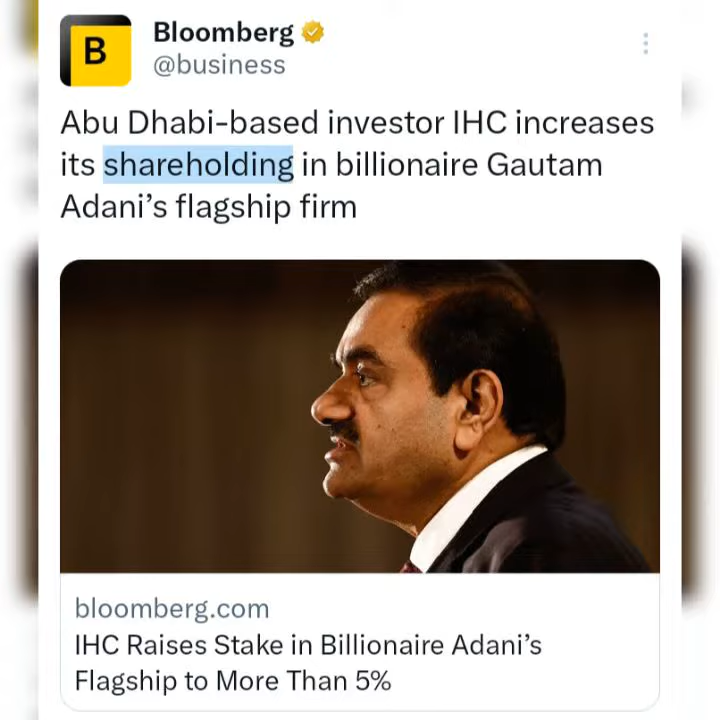 B
Bloomberg
@business
Abu Dhabi-based investor IHC increases
its shareholding in billionaire Gautam
Adani’s flagship firm
bloomberg.com
IHC Raises Stake in Billionaire Adani’s
Flagship to More Than 5%